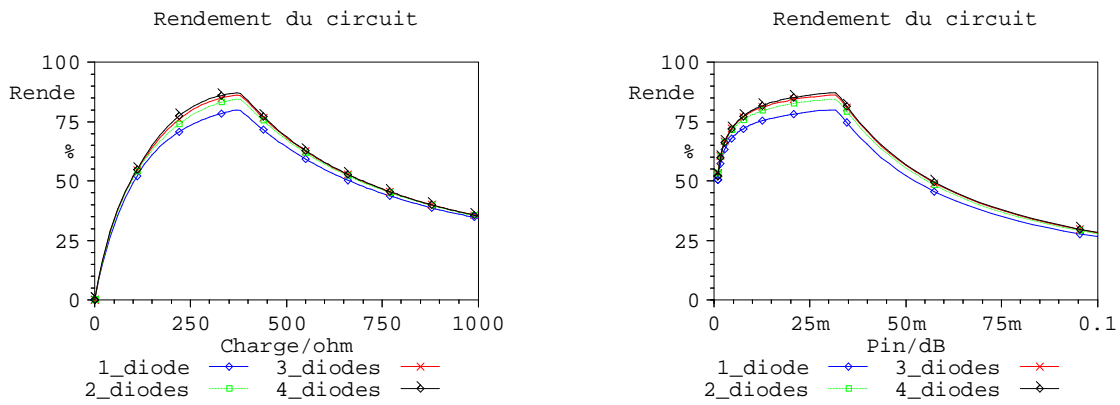 Rendement du circuit
100
Rende
75
%
50
25
0
0 250 500 750 1000
Charge/ohm
1_diode 3_diodes
2_diodes 4_diodes
Rendement du circuit
100
Rende
75
%
50
25
0
0 25m 50m 75m 0.1
Pin/dB
1_diode 3_diodes
2_diodes 4_diodes